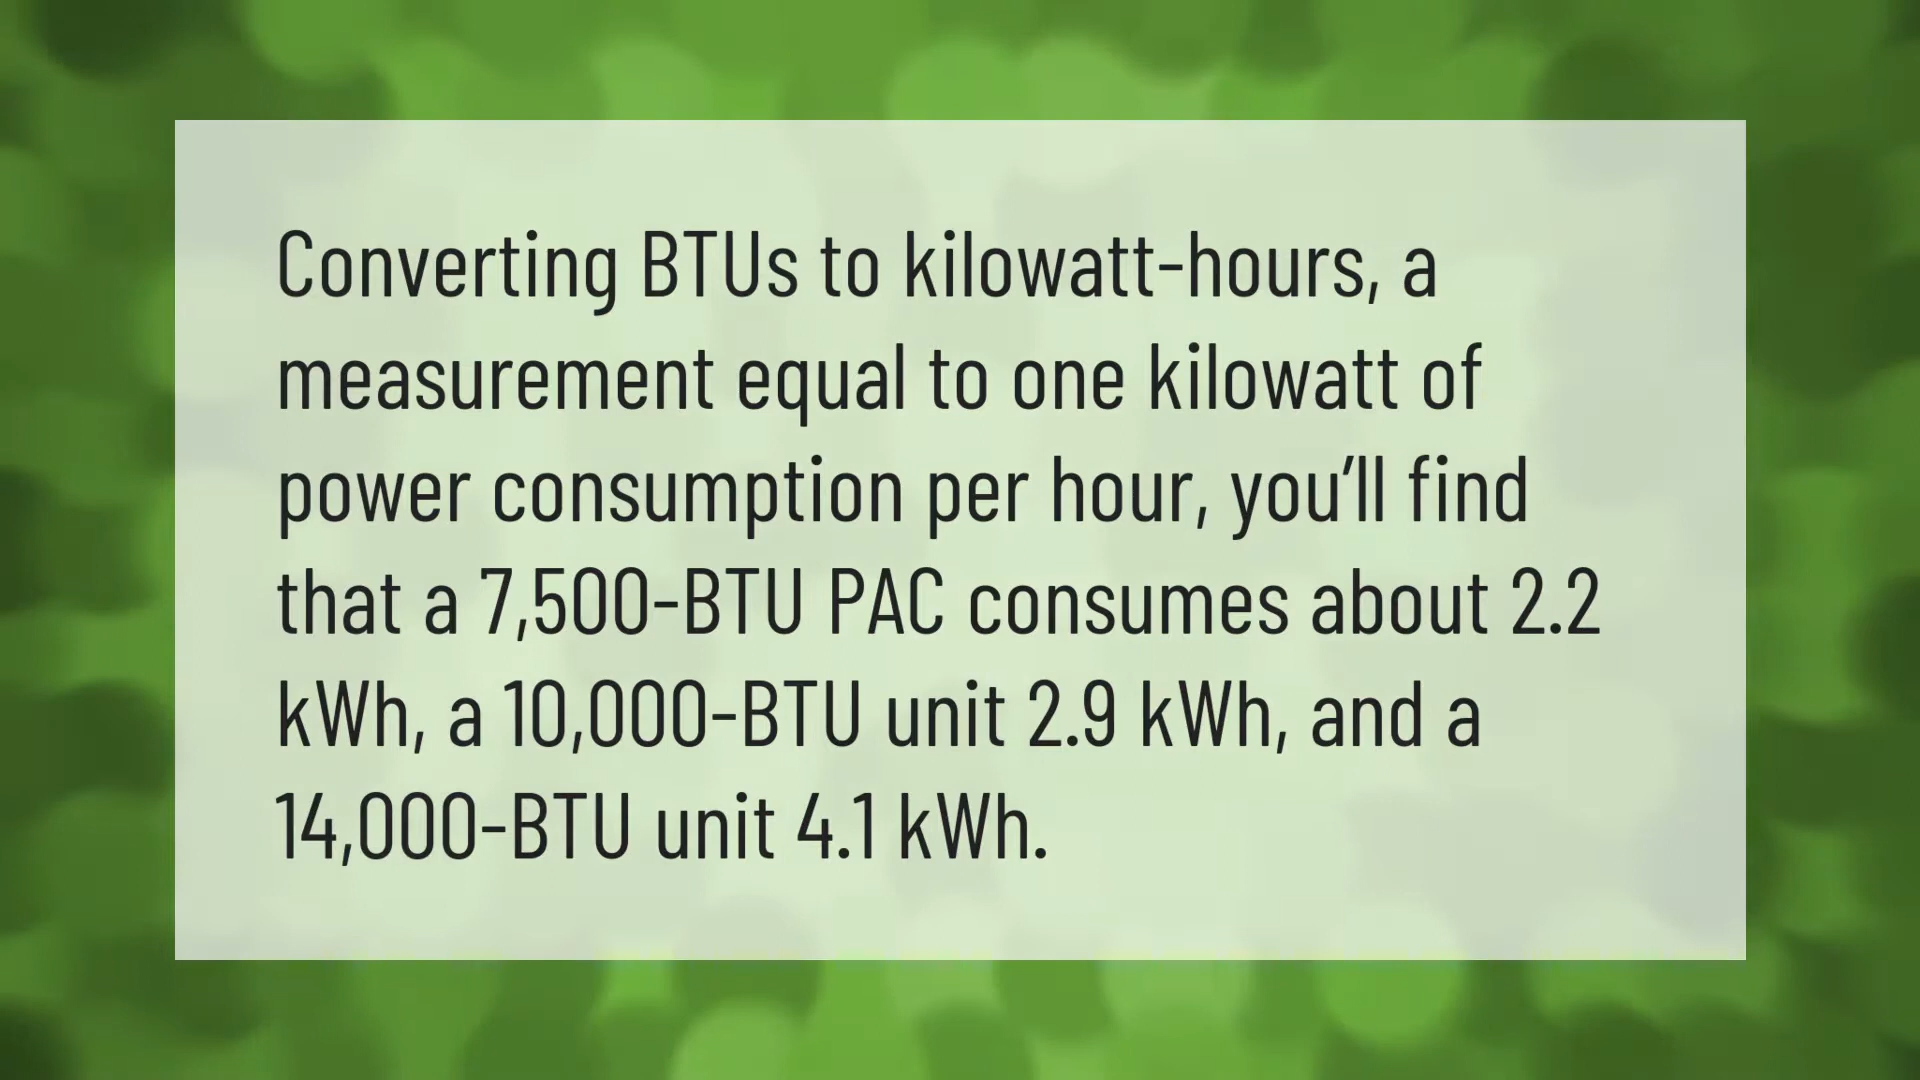 Converting BTUs to kilowatt-hours, a
measurement equal to one kilowatt of
power consumption per hour, you’ll find
that a 7,500-BTU PAC consumes about 2.2
kWh, a 10,000-BTU unit 2.9 kWh, and a
14,000-BTU unit 4.1 kWh.